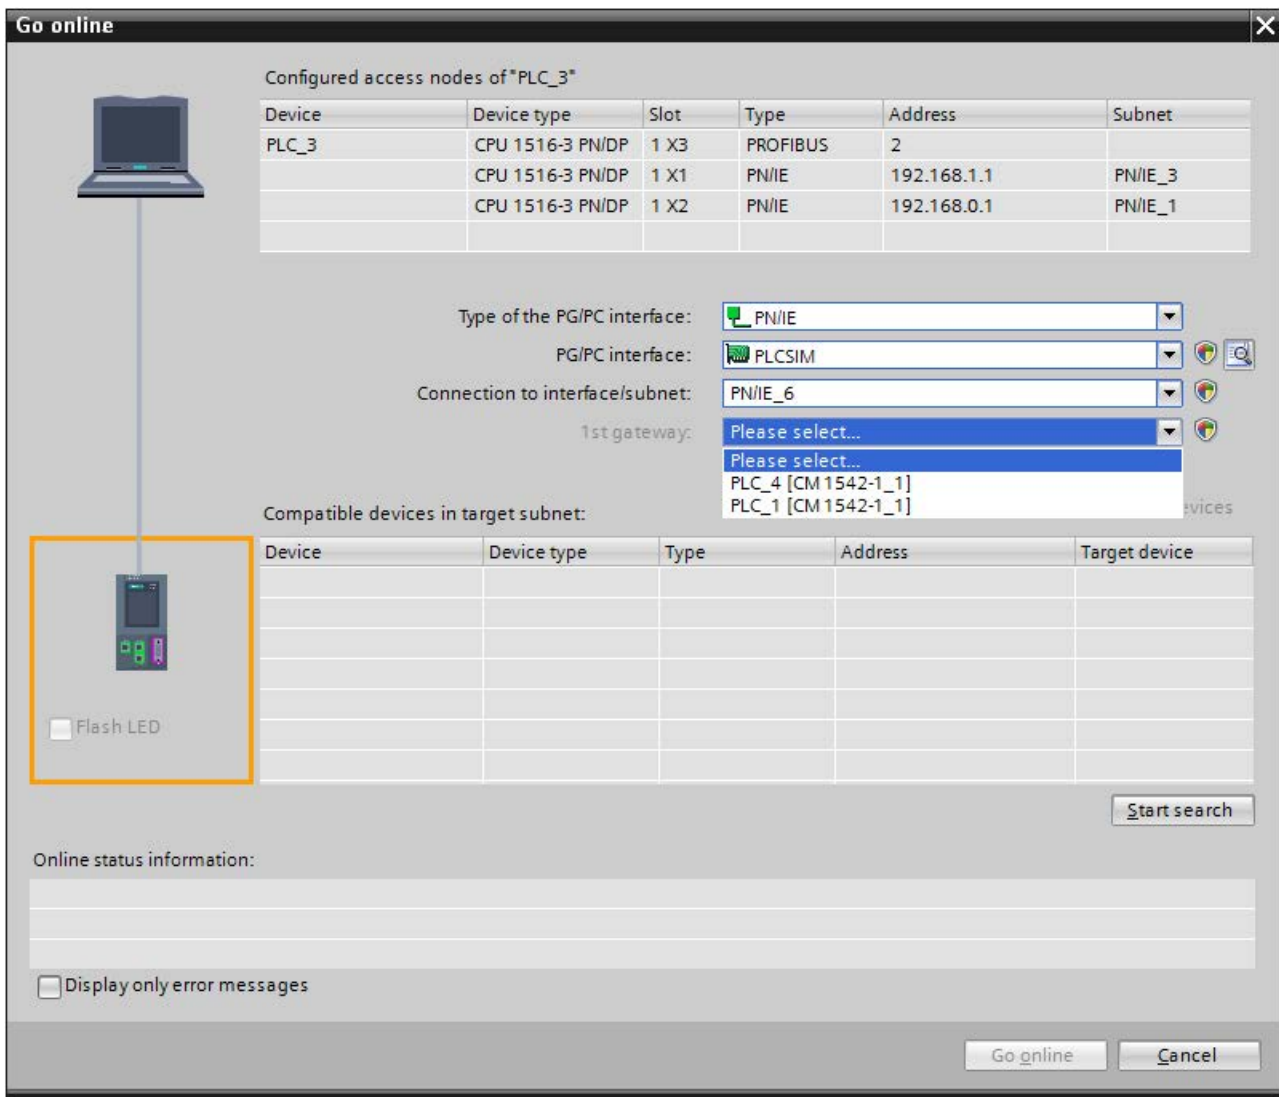 Go online
Configured access nodes of "PLC_3"
Device Device type Slot Type Address Subnet
PLC_3 CPU 1516-3 PN/DP 1 X3 PROFIBUS 2
CPU 1516-3 PN/DP 1 X1 PN/IE 192.168.1.1 PN/IE_3
CPU 1516-3 PN/DP 1 X2 PN/IE 192.168.0.1 PN/IE_1
Type of the PG/PC interface: PN/IE
PG/PC interface: PLCSIM
Connection to interface/subnet: PN/IE_6
1st gateway: Please select...
Please select...
PLC_4 [CM 1542-1_1]
PLC_1 [CM 1542-1_1]
Compatible devices in target subnet:
Device Device type Type Address Target device
Flash LED
Start search
Online status information:
Display only error messages
Go online Cancel